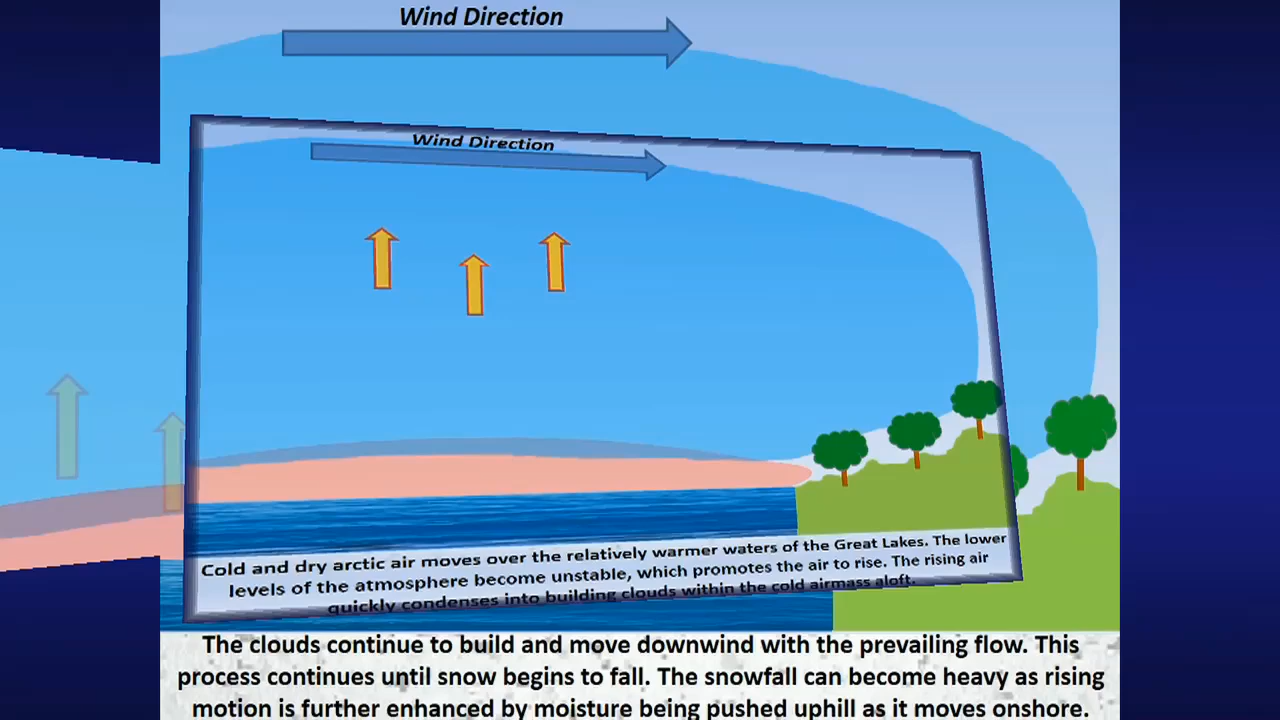 Wind Direction
Wind Direction
Cold and dry arctic air moves over the relatively warmer waters of the Great Lakes. The lower
levels of the atmosphere become unstable, which promotes the air to rise. The rising air
quickly condenses into building clouds within the cold airmass aloft.
The clouds continue to build and move downwind with the prevailing flow. This
process continues until snow begins to fall. The snowfall can become heavy as rising
motion is further enhanced by moisture being pushed uphill as it moves onshore.